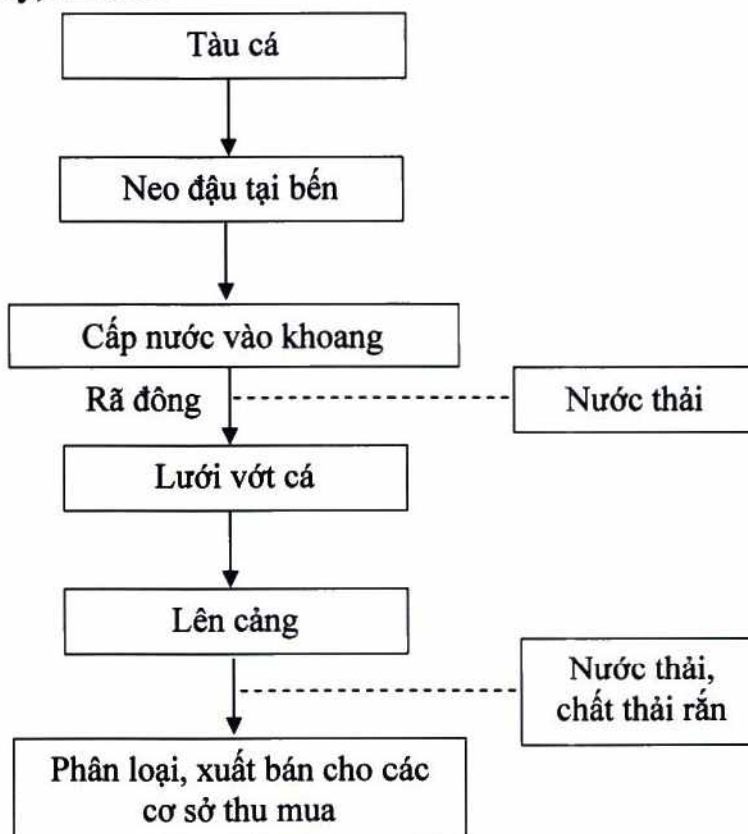 Tàu cá
Neo đậu tại bến
Cấp nước vào khoang
Rã đông
Nước thải
Lưới vớt cá
Lên cảng
Nước thải,
chất thải rắn
Phân loại, xuất bán cho các
cơ sở thu mua